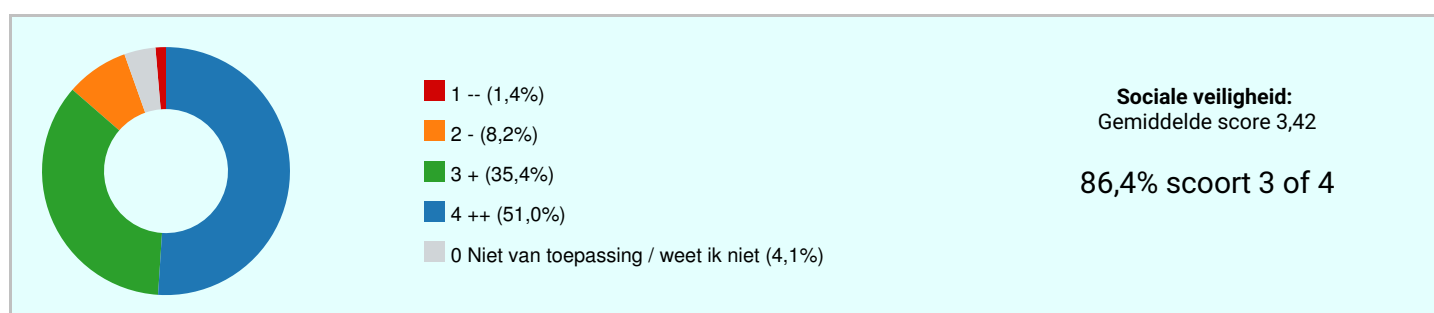 1 -- (1,4%)
2 - (8,2%)
3 + (35,4%)
4 ++ (51,0%)
0 Niet van toepassing / weet ik niet (4,1%)
Sociale veiligheid:
Gemiddelde score 3,42
86,4% scoort 3 of 4